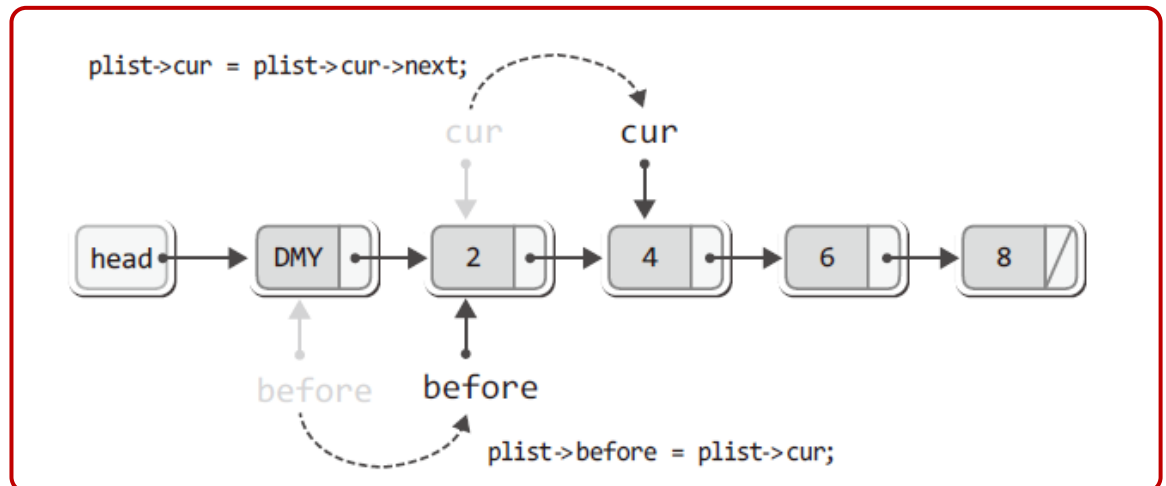 plist->cur = plist->cur->next;
cur cur
head DMY 2 4 6 8
before before
plist->before = plist->cur;